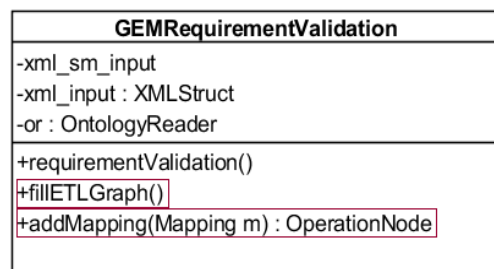 GEMRequirementValidation
-xml_sm_input
-xml_input : XMLStruct
-or : OntologyReader
+requirementValidation()
+fillETLGraph()
+addMapping(Mapping m) : OperationNode